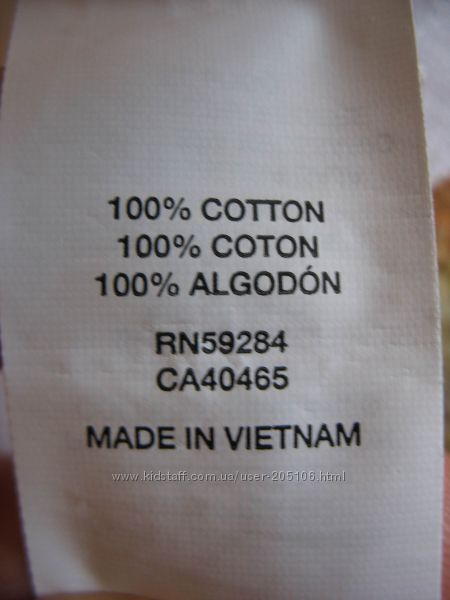 100% COTTON
100% COTON
100% ALGODÓN
RN59284
CA40465
MADE IN VIETNAM
www.kidstaff.com.ua/user-205106.html